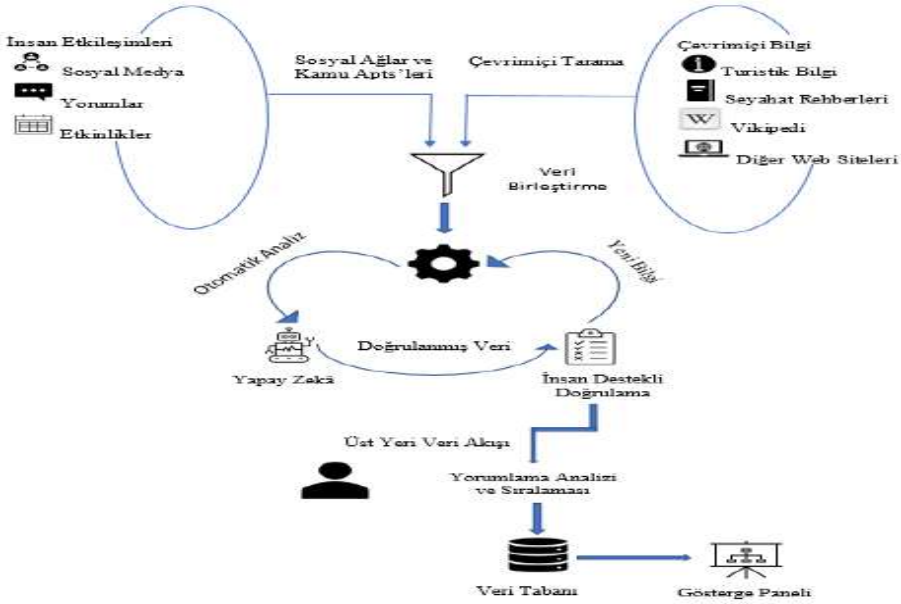 İnsan Etkileşimleri
Sosyal Medya
Yorumlar
Etkinlikler
Sosyal Ağlar ve
Kamu Apts'leri
Çevrimiçi Tarama
Çevrimiçi Bilgi
Turistik Bilgi
Seyahat Rehberleri
W
Vikipedi
Diğer Web Siteleri
Veri
Birleştirme
Otomatik Analiz
Yeni Bilgi
Doğrulanmış Veri
Yapay Zekâ
İnsan Destekli
Doğrulama
Üst Yeri Veri Akışı
Yorumlama Analizi
ve Sıralaması
Veri Tabanı
Gösterge Paneli